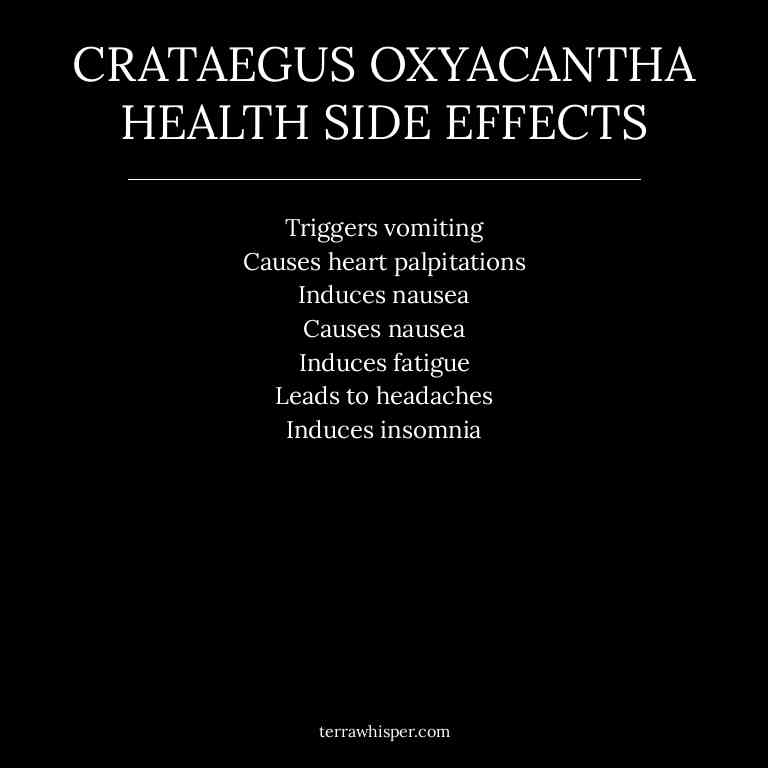 CRATAEGUS OXYACANTHA
HEALTH SIDE EFFECTS
Triggers vomiting
Causes heart palpitations
Induces nausea
Causes nausea
Induces fatigue
Leads to headaches
Induces insomnia
terrawhisper.com